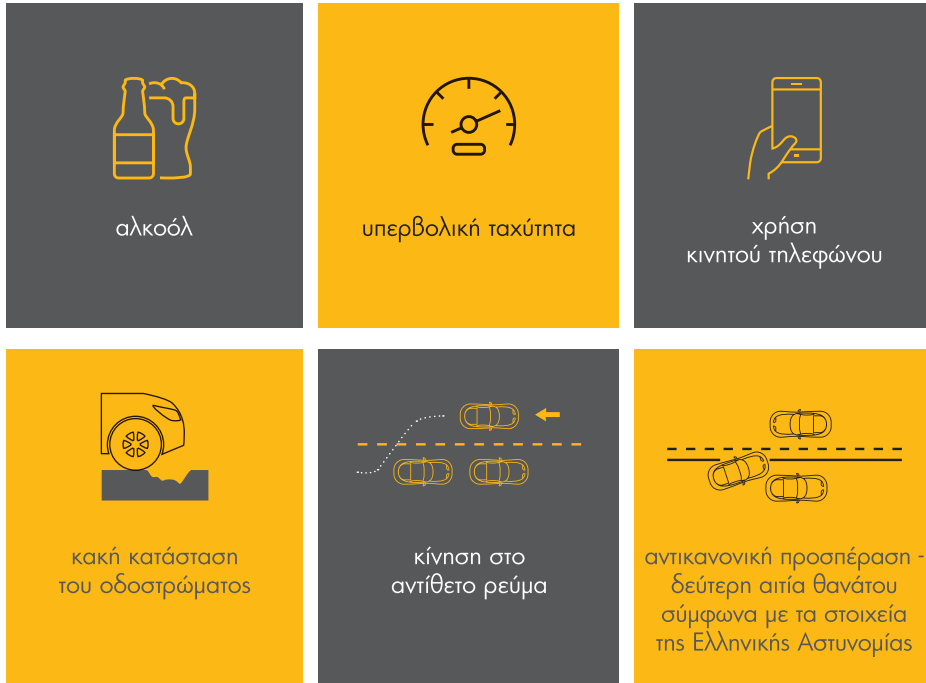 αλκοόλ
υπερβολική ταχύτητα
χρήση
κινητού τηλεφώνου
κακή κατάσταση
του οδοστρώματος
κίνηση στο
αντίθετο ρεύμα
αντικανονική προσπέραση -
δεύτερη αιτία θανάτου
σύμφωνα με τα στοιχεία
της Ελληνικής Αστυνομίας